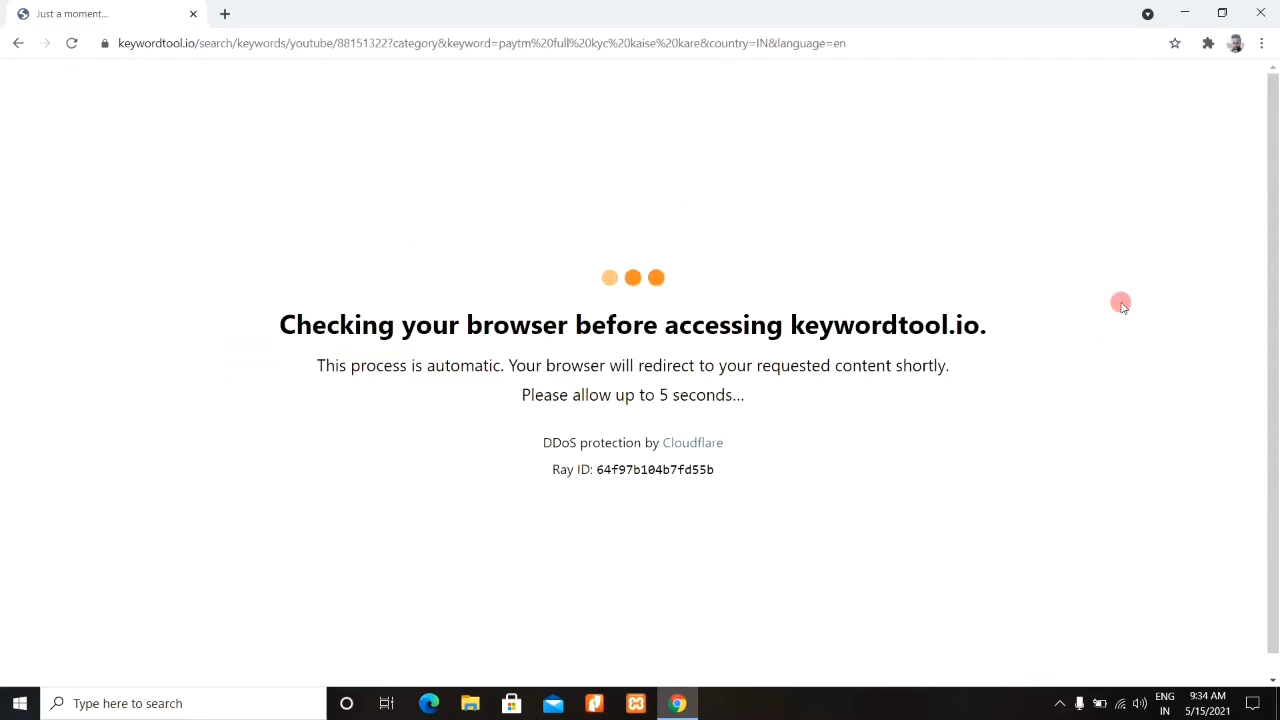 Just a moment...
keywordtool.io/search/keywords/youtube/88151322?category&keyword=paytm%20full%20kyc%20kaise%20kare&country=IN&language=en
Checking your browser before accessing keywordtool.io.
This process is automatic. Your browser will redirect to your requested content shortly.
Please allow up to 5 seconds...
DDoS protection by Cloudflare
Ray ID: 64f97b104b7fd55b
Type here to search
ENG
IN
9:34 AM
5/15/2021